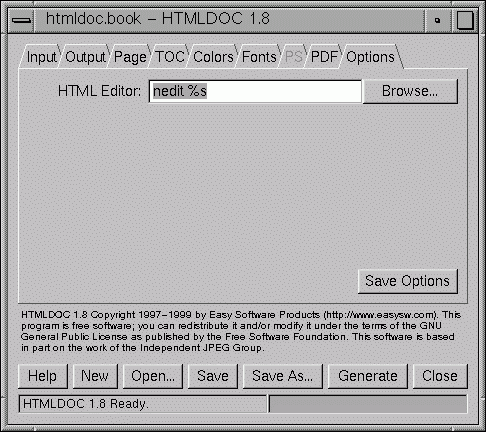 htmldoc.book – HTMLDOC 1.8
Input Output Page TOC Colors Fonts PS PDF Options
HTML Editor: nedit %s Browse...
Save Options
HTMLDOC 1.8 Copyright 1997–1999 by Easy Software Products (http://www.easysw.com). This
program is free software; you can redistribute it and/or modify it under the terms of the GNU
General Public License as published by the Free Software Foundation. This software is based
in part on the work of the Independent JPEG Group.
Help New Open... Save Save As... Generate Close
HTMLDOC 1.8 Ready.